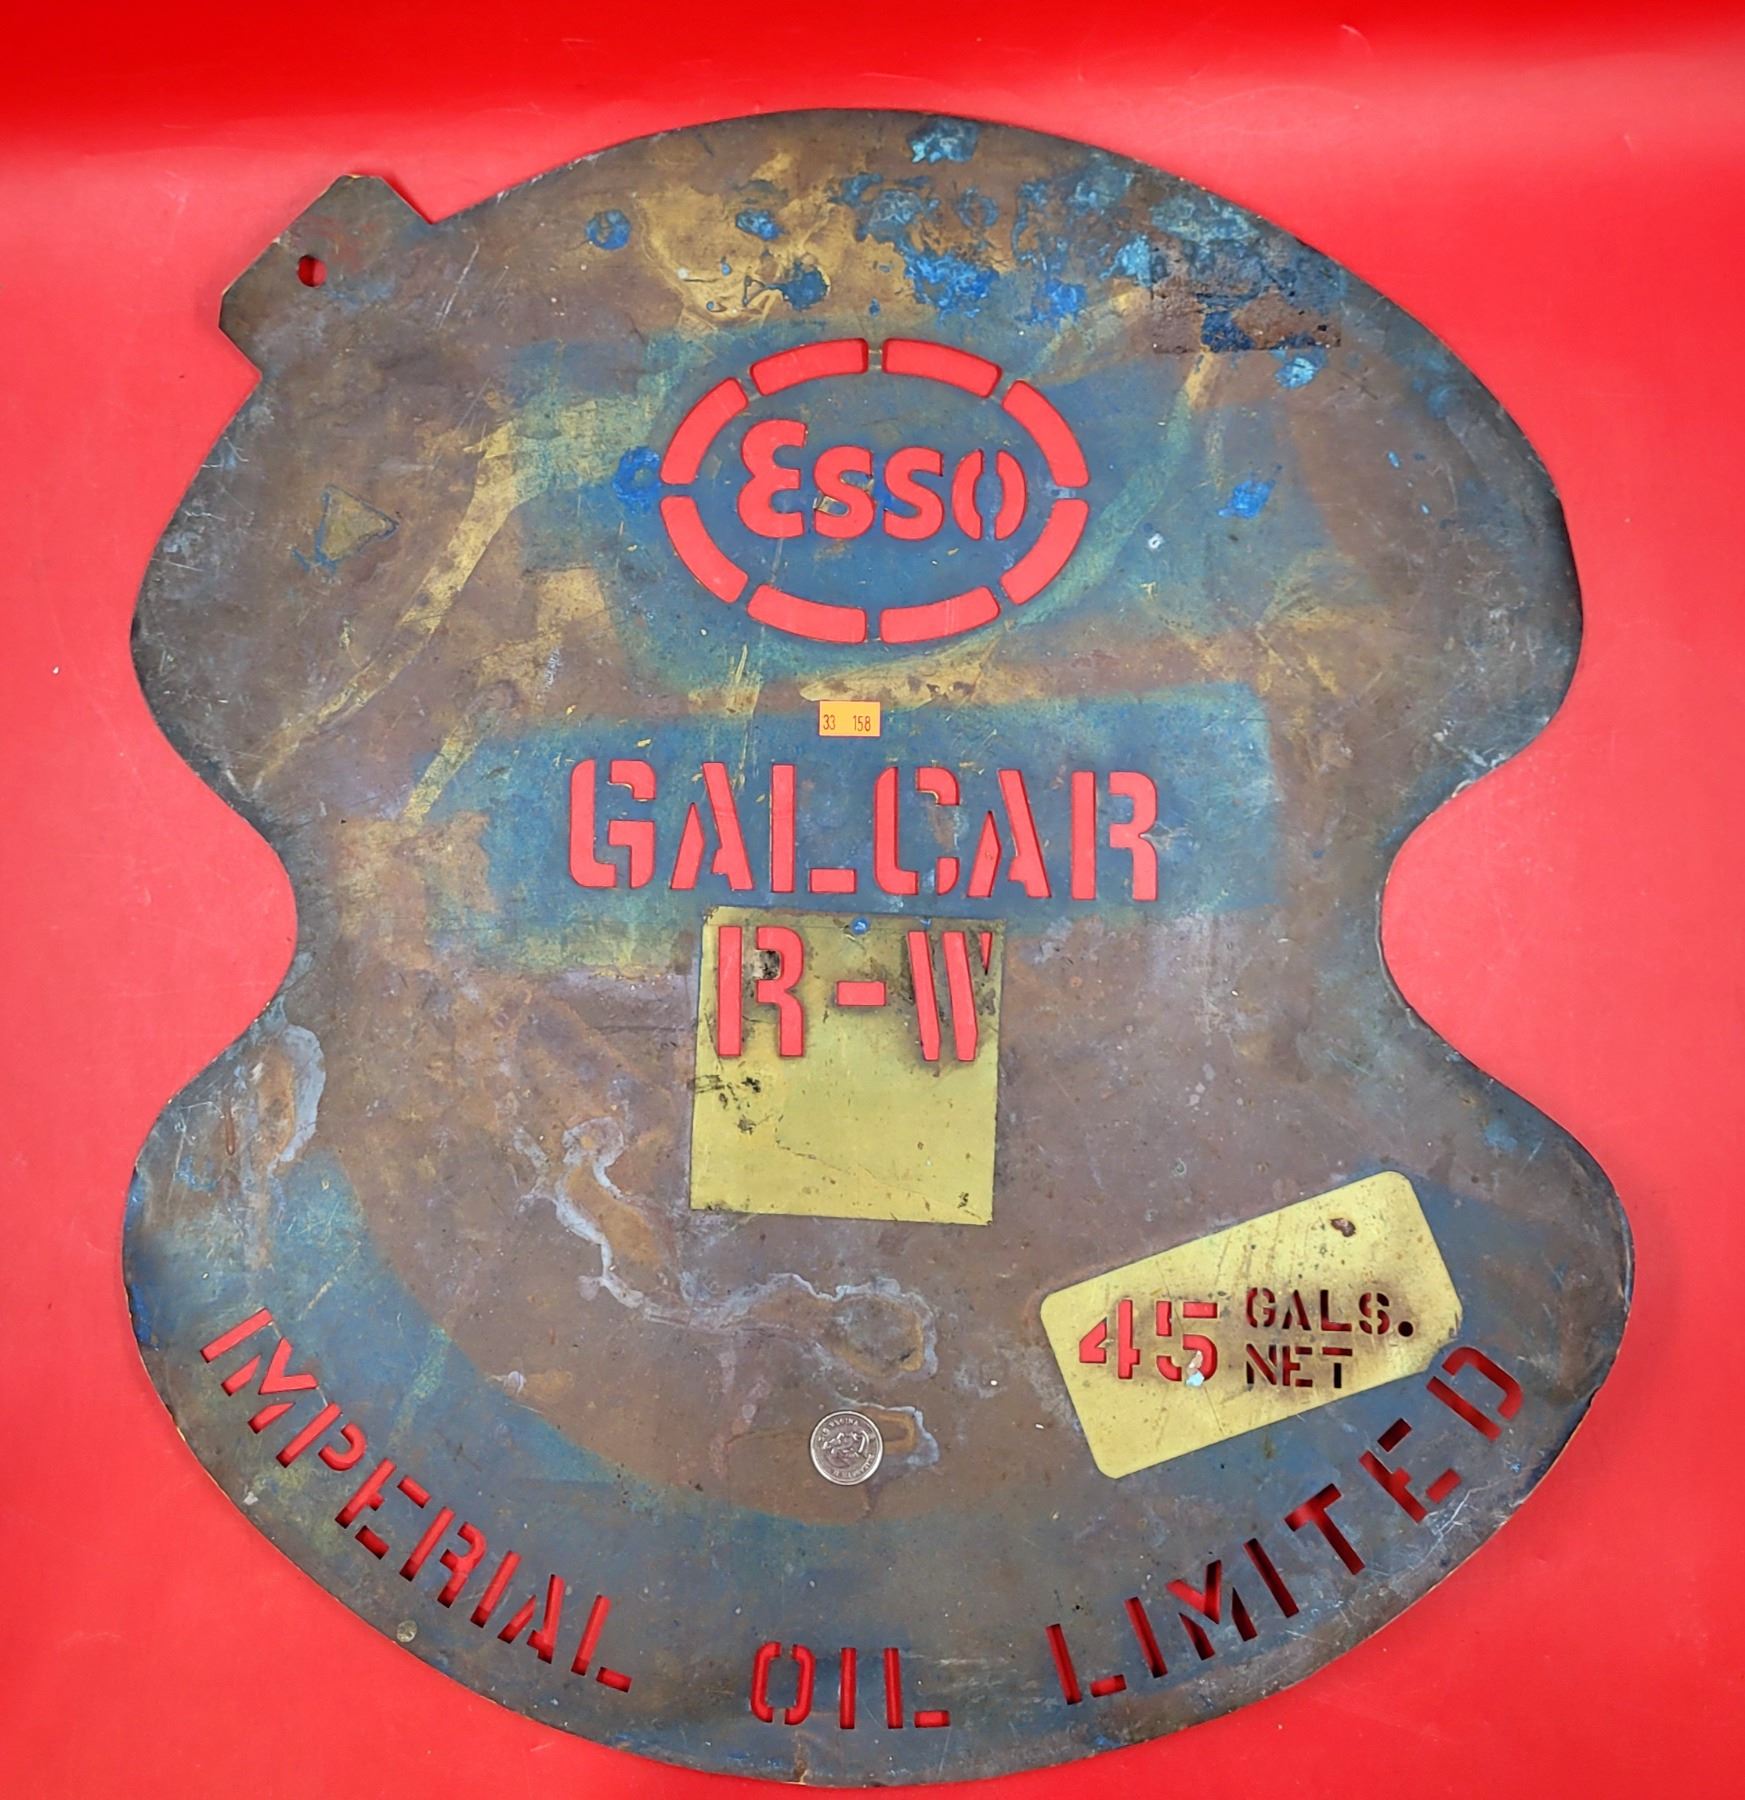 Esso
33 158
GALCAR
R-W
45 GALS.
NET
IMPERIAL OIL LIMITED